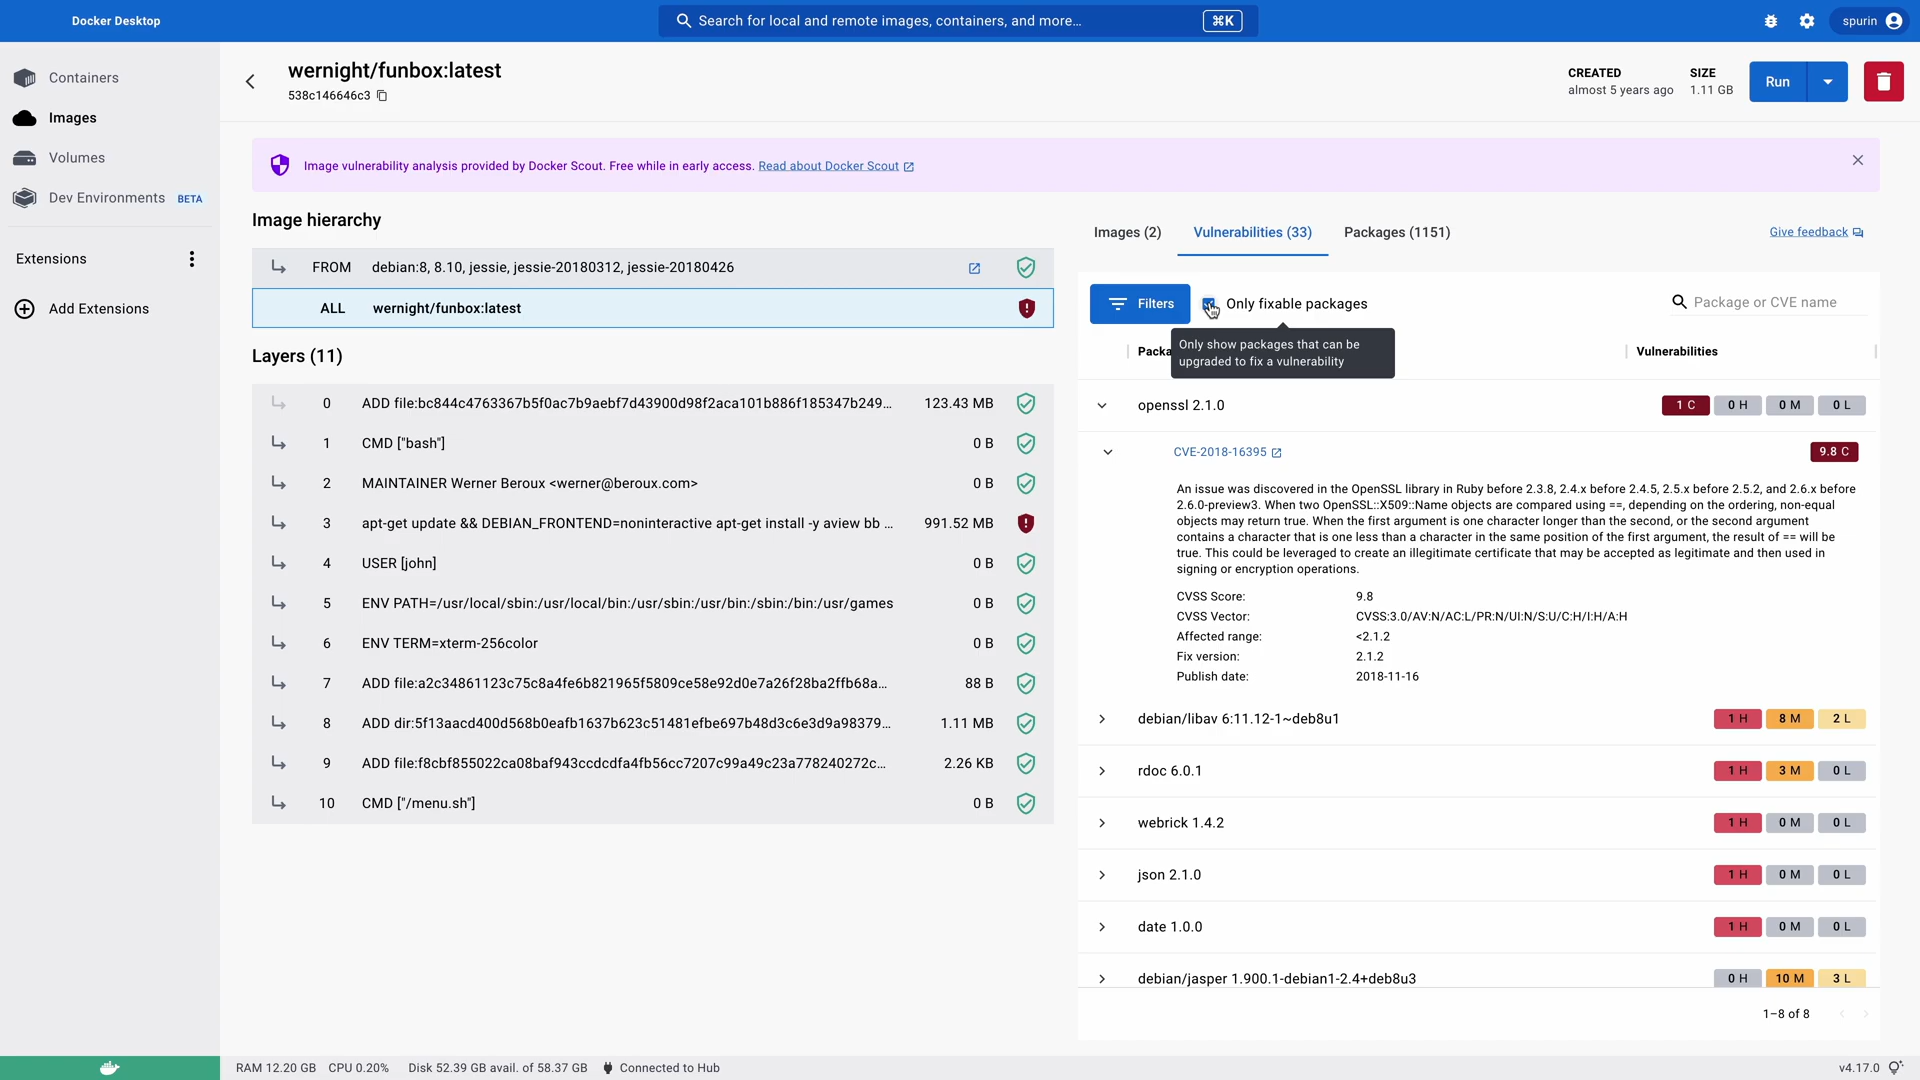 Docker Desktop
Search for local and remote images, containers, and more...
⌘K
spurin
Containers
Images
Volumes
Dev Environments BETA
Extensions
Add Extensions
wernight/funbox:latest
538c146646c3
CREATED
almost 5 years ago
SIZE
1.11 GB
Run
Image vulnerability analysis provided by Docker Scout. Free while in early access. Read about Docker Scout
Image hierarchy
FROM debian:8, 8.10, jessie, jessie-20180312, jessie-20180426
ALL wernight/funbox:latest
Layers (11)
0 ADD file:bc844c4763367b5f0ac7b9aebf7d43900d98f2aca101b886f185347b249... 123.43 MB
1 CMD ["bash"] 0 B
2 MAINTAINER Werner Beroux <werner@beroux.com> 0 B
3 apt-get update && DEBIAN_FRONTEND=noninteractive apt-get install -y aview bb ... 991.52 MB
4 USER [john] 0 B
5 ENV PATH=/usr/local/sbin:/usr/local/bin:/usr/sbin:/usr/bin:/sbin:/bin:/usr/games 0 B
6 ENV TERM=xterm-256color 0 B
7 ADD file:a2c34861123c75c8a4fe6b821965f5809ce58e92d0e7a26f28ba2ffb68a... 88 B
8 ADD dir:5f13aacd400d568b0eafb1637b623c51481efbe697b48d3c6e3d9a98379... 1.11 MB
9 ADD file:f8cbf855022ca08baf943ccdcdfa4fb56cc7207c99a49c23a778240272c... 2.26 KB
10 CMD ["/menu.sh"] 0 B
Images (2) Vulnerabilities (33) Packages (1151)
Give feedback
Filters
Only fixable packages
Package or CVE name
Only show packages that can be
upgraded to fix a vulnerability
Packa
Vulnerabilities
openssl 2.1.0 1 C 0 H 0 M 0 L
CVE-2018-16395 9.8 C
An issue was discovered in the OpenSSL library in Ruby before 2.3.8, 2.4.x before 2.4.5, 2.5.x before 2.5.2, and 2.6.x before
2.6.0-preview3. When two OpenSSL::X509::Name objects are compared using ==, depending on the ordering, non-equal
objects may return true. When the first argument is one character longer than the second, or the second argument
contains a character that is one less than a character in the same position of the first argument, the result of == will be
true. This could be leveraged to create an illegitimate certificate that may be accepted as legitimate and then used in
signing or encryption operations.
CVSS Score: 9.8
CVSS Vector: CVSS:3.0/AV:N/AC:L/PR:N/UI:N/S:U/C:H/I:H/A:H
Affected range: <2.1.2
Fix version: 2.1.2
Publish date: 2018-11-16
debian/libav 6:11.12-1~deb8u1 1 H 8 M 2 L
rdoc 6.0.1 1 H 3 M 0 L
webrick 1.4.2 1 H 0 M 0 L
json 2.1.0 1 H 0 M 0 L
date 1.0.0 1 H 0 M 0 L
debian/jasper 1.900.1-debian1-2.4+deb8u3 0 H 10 M 3 L
1–8 of 8
RAM 12.20 GB CPU 0.20% Disk 52.39 GB avail. of 58.37 GB Connected to Hub
v4.17.0